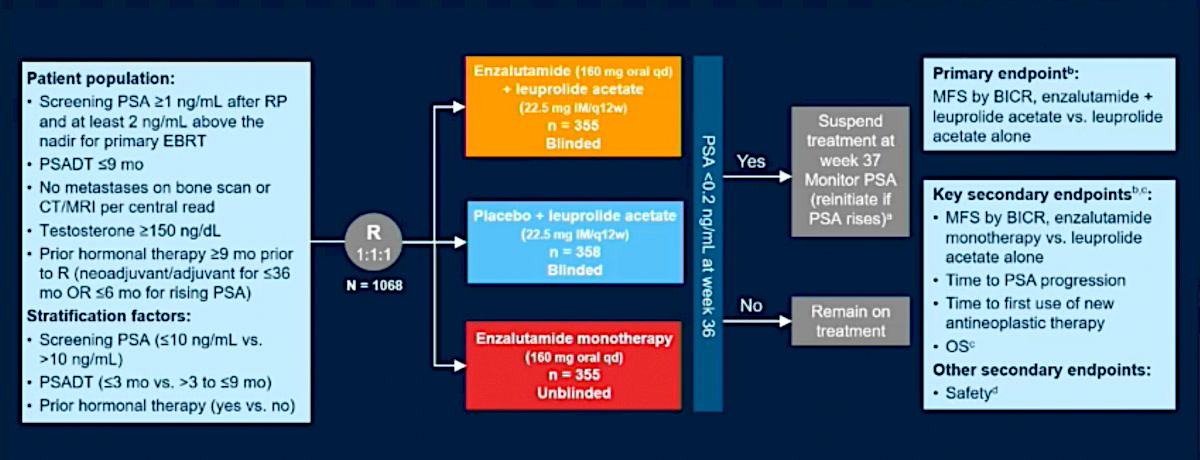 Patient population:
• Screening PSA ≥1 ng/mL after RP
and at least 2 ng/mL above the
nadir for primary EBRT
• PSADT ≤9 mo
• No metastases on bone scan or
CT/MRI per central read
• Testosterone ≥150 ng/dL
• Prior hormonal therapy ≥9 mo prior
to R (neoadjuvant/adjuvant for ≤36
mo OR ≤6 mo for rising PSA)
Stratification factors:
• Screening PSA (≤10 ng/mL vs.
>10 ng/mL)
• PSADT (≤3 mo vs. >3 to ≤9 mo)
• Prior hormonal therapy (yes vs. no)
R
1:1:1
N = 1068
Enzalutamide (160 mg oral qd)
+ leuprolide acetate
(22.5 mg IM/q12w)
n = 355
Blinded
Placebo + leuprolide acetate
(22.5 mg IM/q12w)
n = 358
Blinded
Enzalutamide monotherapy
(160 mg oral qd)
n = 355
Unblinded
PSA <0.2 ng/mL at week 36
Yes
Suspend
treatment at
week 37
Monitor PSA
(reinitiate if
PSA rises)ᵃ
No
Remain on
treatment
Primary endpointᵇ:
MFS by BICR, enzalutamide +
leuprolide acetate vs. leuprolide
acetate alone
Key secondary endpointsᵇ,ᶜ:
• MFS by BICR, enzalutamide
monotherapy vs. leuprolide
acetate alone
• Time to PSA progression
• Time to first use of new
antineoplastic therapy
• OSᶜ
Other secondary endpoints:
• Safetyᵈ